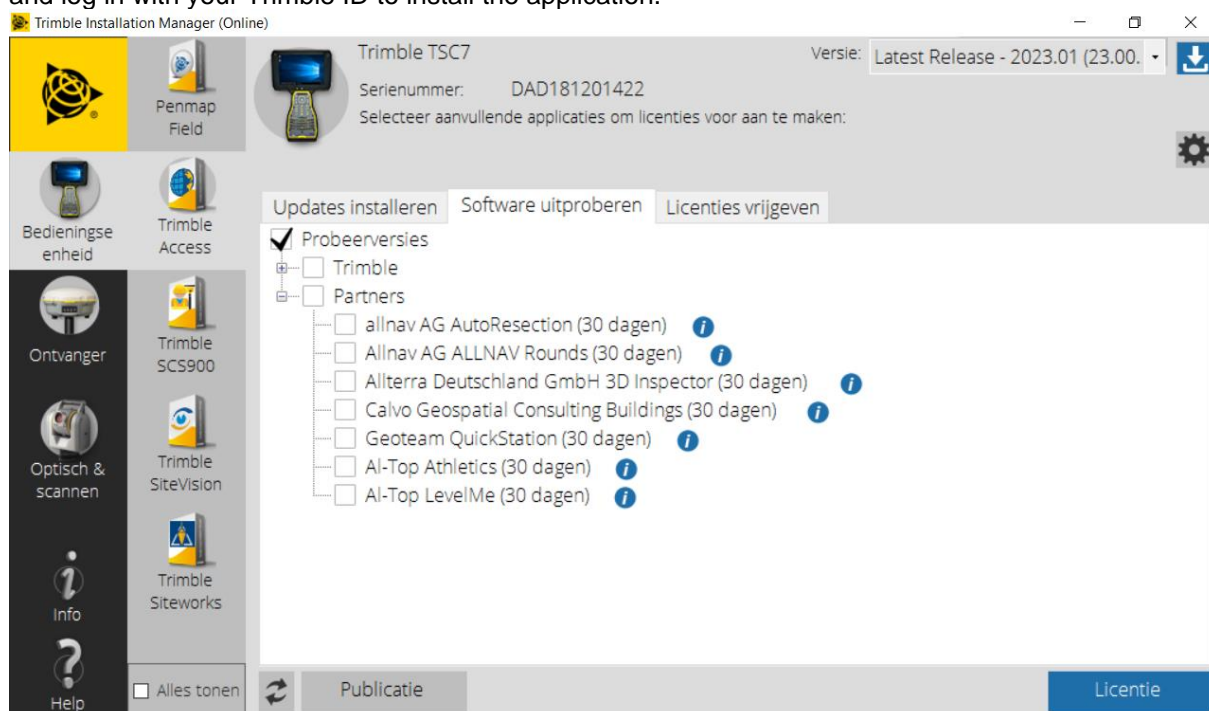 and log in with your Trimble ID to install the application.
Trimble Installation Manager (Online)
Trimble TSC7
Versie:
Latest Release - 2023.01 (23.00.
Serienummer:
DAD181201422
Selecteer aanvullende applicaties om licenties voor aan te maken:
Penmap
Field
Bedieningse
enheid
Trimble
Access
Ontvanger
Trimble
SCS900
Optisch &
scannen
Trimble
SiteVision
Info
Trimble
Siteworks
Help
Alles tonen
Updates installeren
Software uitproberen
Licenties vrijgeven
Probeerversies
Trimble
Partners
allnav AG AutoResection (30 dagen)
Allnav AG ALLNAV Rounds (30 dagen)
Allterra Deutschland GmbH 3D Inspector (30 dagen)
Calvo Geospatial Consulting Buildings (30 dagen)
Geoteam QuickStation (30 dagen)
Al-Top Athletics (30 dagen)
Al-Top LevelMe (30 dagen)
Publicatie
Licentie